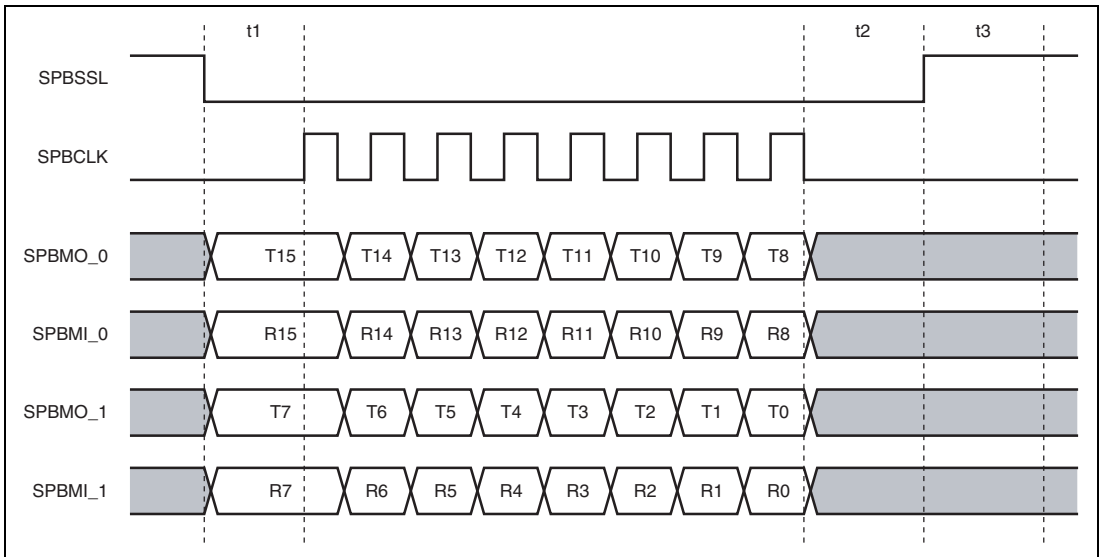 t1 t2 t3
SPBSSL
SPBCLK
SPBMO_0 T15 T14 T13 T12 T11 T10 T9 T8
SPBMI_0 R15 R14 R13 R12 R11 R10 R9 R8
SPBMO_1 T7 T6 T5 T4 T3 T2 T1 T0
SPBMI_1 R7 R6 R5 R4 R3 R2 R1 R0